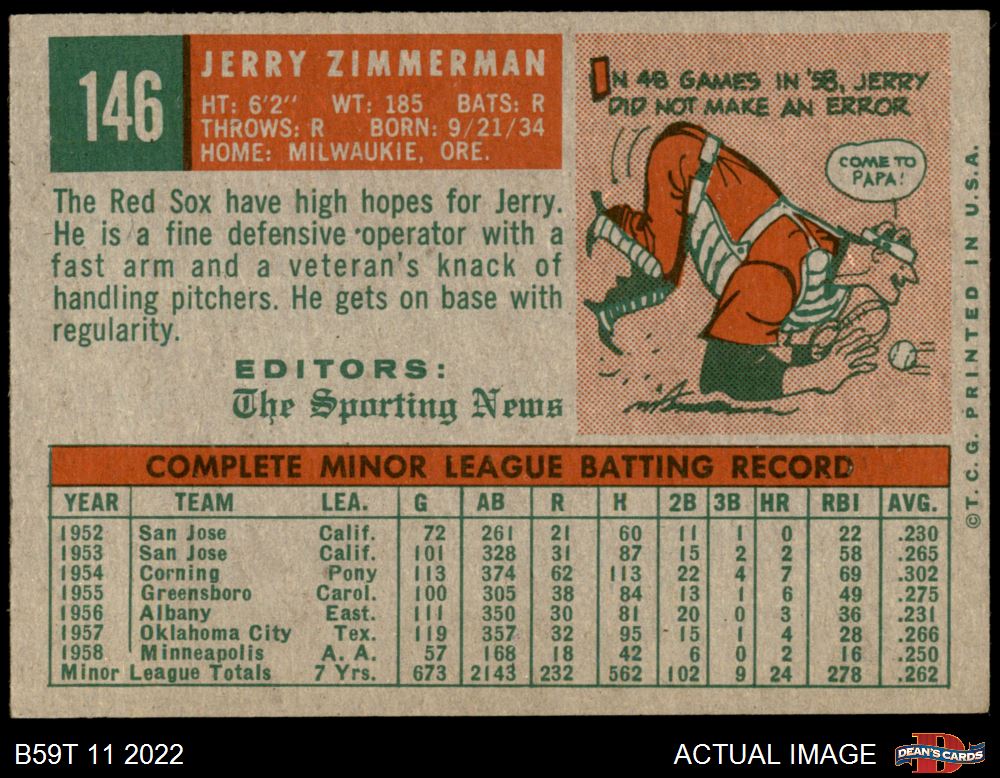 146
JERRY ZIMMERMAN
HT: 6'2" WT: 185 BATS: R
THROWS: R BORN: 9/21/34
HOME: MILWAUKIE, ORE.
The Red Sox have high hopes for Jerry.
He is a fine defensive operator with a
fast arm and a veteran's knack of
handling pitchers. He gets on base with
regularity.
EDITORS:
The Sporting News
IN 48 GAMES IN '58, JERRY
DID NOT MAKE AN ERROR
COME TO
PAPA!
© T. C. G. PRINTED IN U.S.A.
COMPLETE MINOR LEAGUE BATTING RECORD
YEAR TEAM LEA. G AB R H 2B 3B HR RBI AVG.
1952 San Jose Calif. 72 261 21 60 11 1 0 22 .230
1953 San Jose Calif. 101 328 31 87 15 2 2 58 .265
1954 Corning Pony 113 374 62 113 22 4 7 69 .302
1955 Greensboro Carol. 100 305 38 84 13 1 6 49 .275
1956 Albany East. 111 350 30 81 20 0 3 36 .231
1957 Oklahoma City Tex. 119 357 32 95 15 1 4 28 .266
1958 Minneapolis A. A. 57 168 18 42 6 0 2 16 .250
Minor League Totals 7 Yrs. 673 2143 232 562 102 9 24 278 .262
B59T 11 2022
ACTUAL IMAGE
DEAN'S CARDS